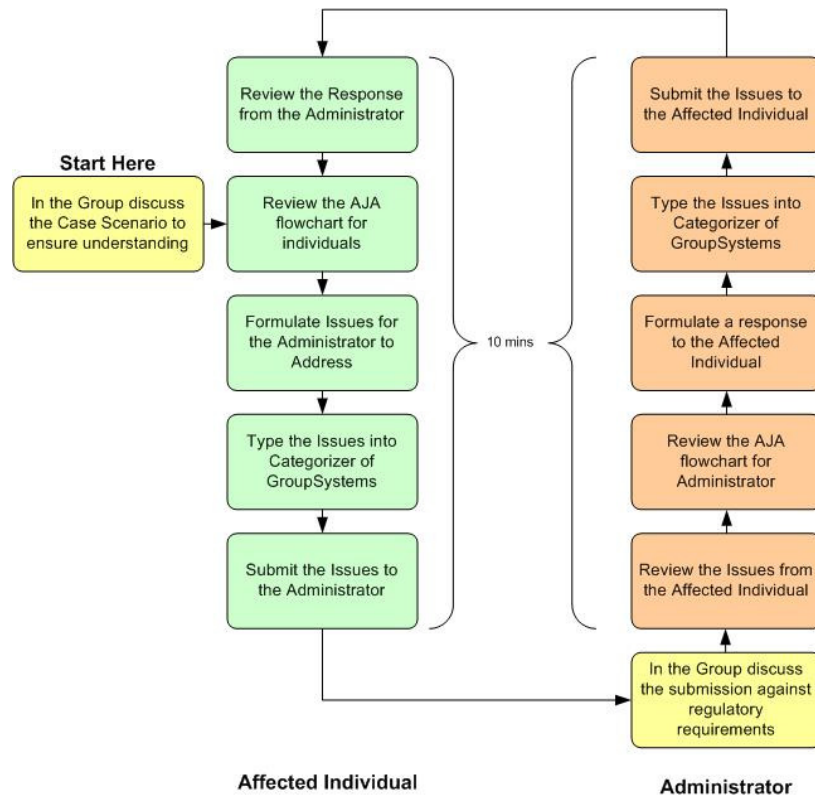 Review the Response
from the Administrator
Start Here
In the Group discuss
the Case Scenario to
ensure understanding
Review the AJA
flowchart for
individuals
Formulate Issues for
the Administrator to
Address
Type the Issues into
Categorizer of
GroupSystems
Submit the Issues to
the Administrator
10 mins
Submit the Issues to
the Affected Individual
Type the Issues into
Categorizer of
GroupSystems
Formulate a response
to the Affected
Individual
Review the AJA
flowchart for
Administrator
Review the Issues from
the Affected Individual
In the Group discuss
the submission against
regulatory
requirements
Affected Individual
Administrator